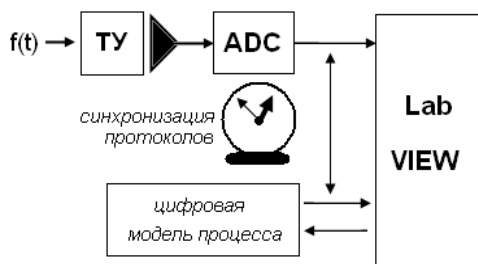 f(t)
ТУ
ADC
Lab
VIEW
синхронизация
протоколов
цифровая
модель процесса